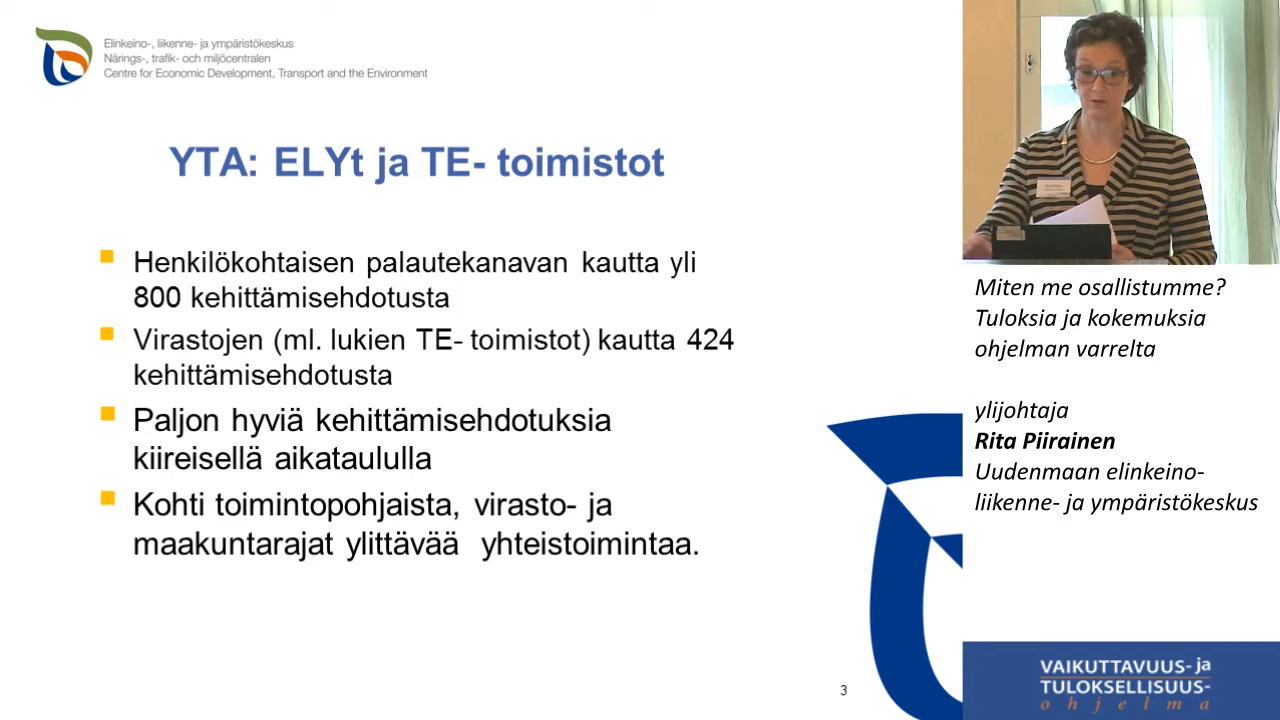 Elinkeino-, liikenne- ja ympäristökeskus
Närings-, trafik- och miljöcentralen
Centre for Economic Development, Transport and the Environment
YTA: ELYt ja TE- toimistot
Henkilökohtaisen palautekanavan kautta yli
800 kehittämisehdotusta
Virastojen (ml. lukien TE- toimistot) kautta 424
kehittämisehdotusta
Paljon hyviä kehittämisehdotuksia
kiireisellä aikataululla
Kohti toimintopohjaista, virasto- ja
maakuntarajat ylittävää yhteistoimintaa.
3
Miten me osallistumme?
Tuloksia ja kokemuksia
ohjelman varrelta
ylijohtaja
Rita Piirainen
Uudenmaan elinkeino-
liikenne- ja ympäristökeskus
VAIKUTTAVUUS- ja
TULOKSELLISUUS-
ohjelma